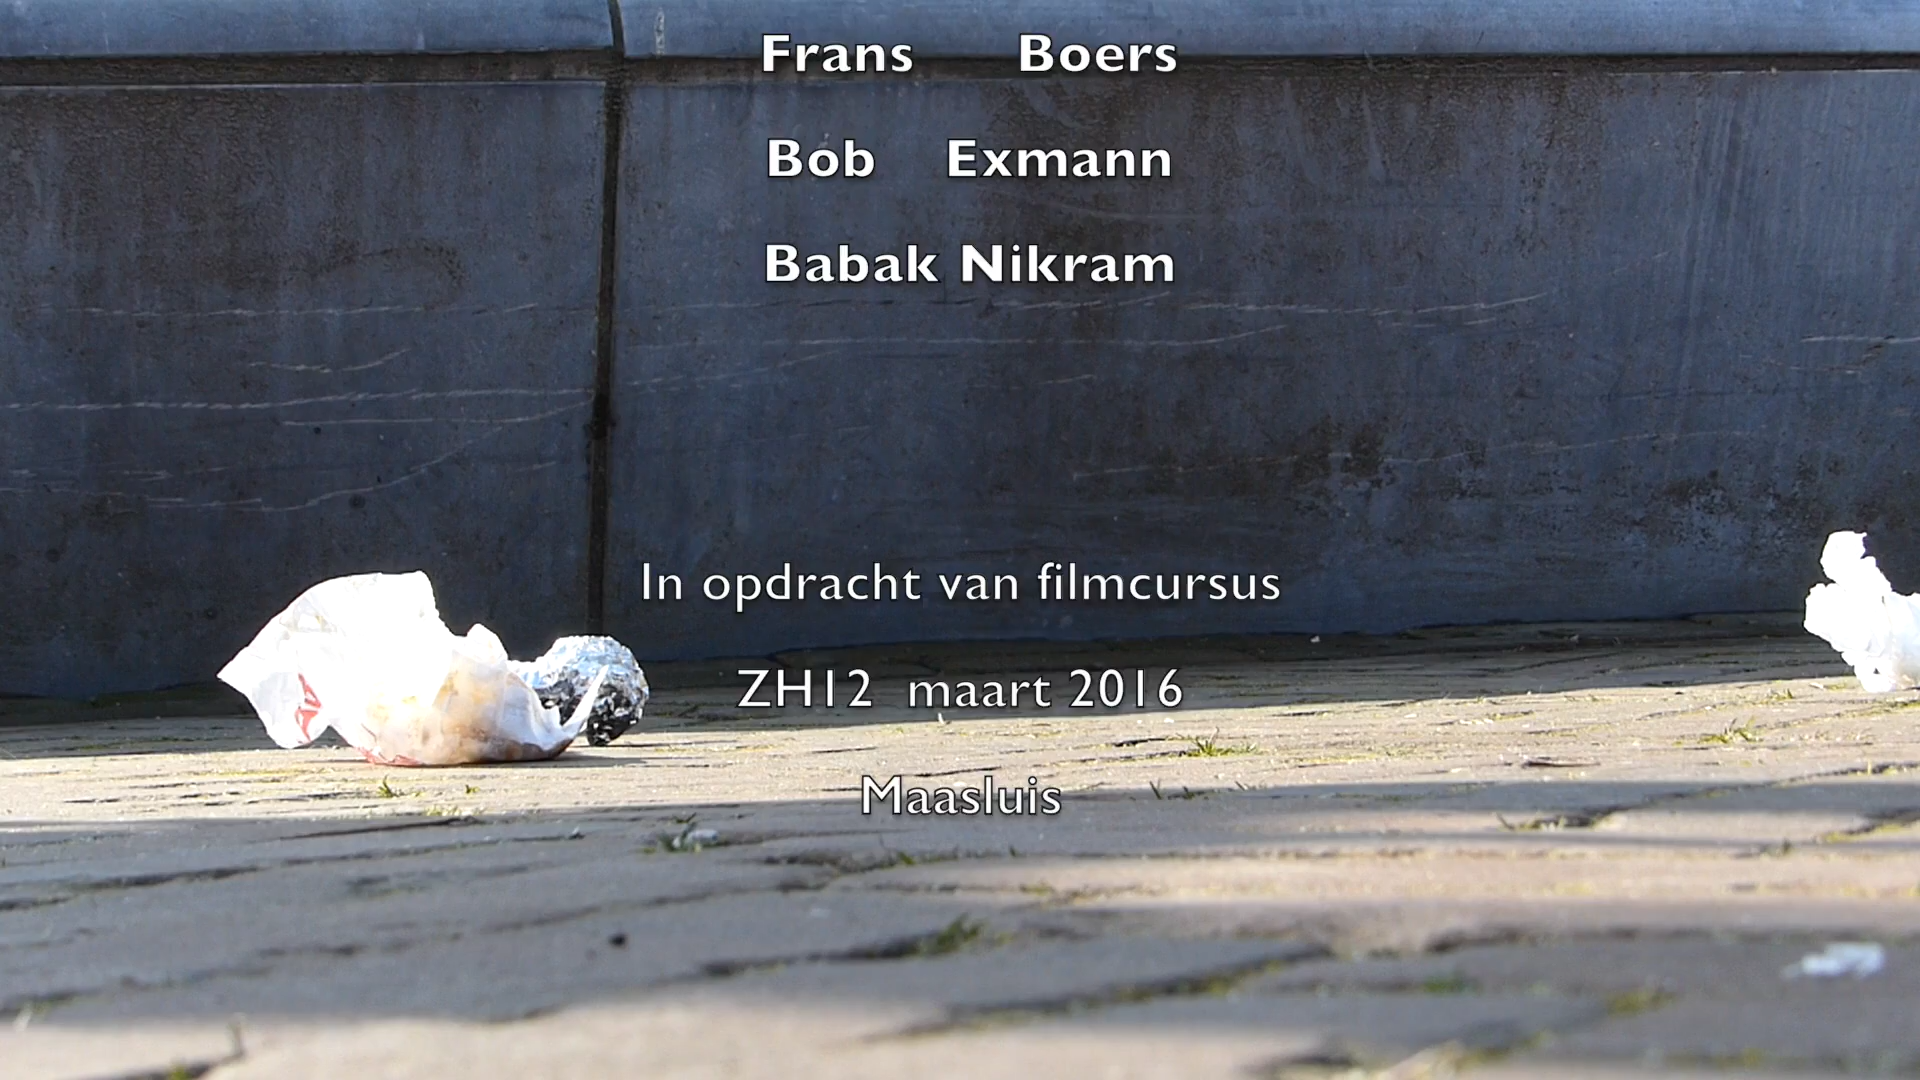 Frans Boers
Bob Exmann
Babak Nikram
In opdracht van filmcursus
ZH12 maart 2016
Maasluis